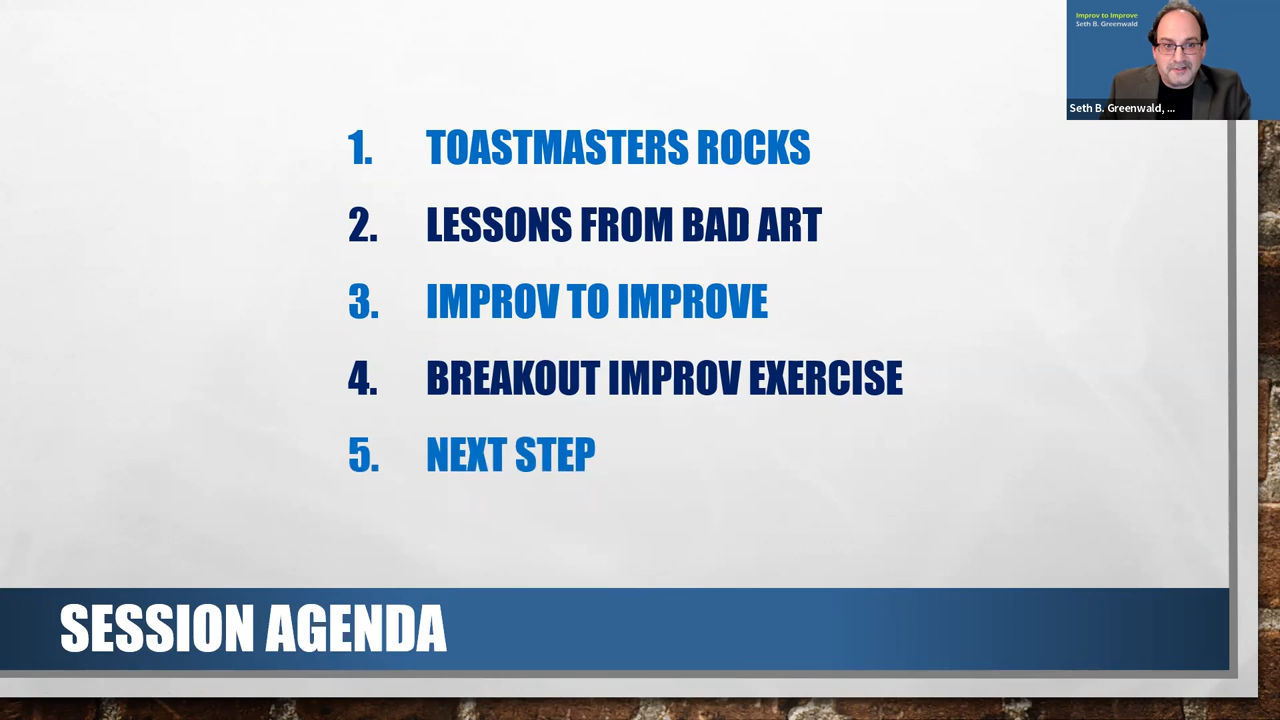 Improv to Improve
Seth B. Greenwald
Seth B. Greenwald, ...
1. TOASTMASTERS ROCKS
2. LESSONS FROM BAD ART
3. IMPROV TO IMPROVE
4. BREAKOUT IMPROV EXERCISE
5. NEXT STEP
SESSION AGENDA